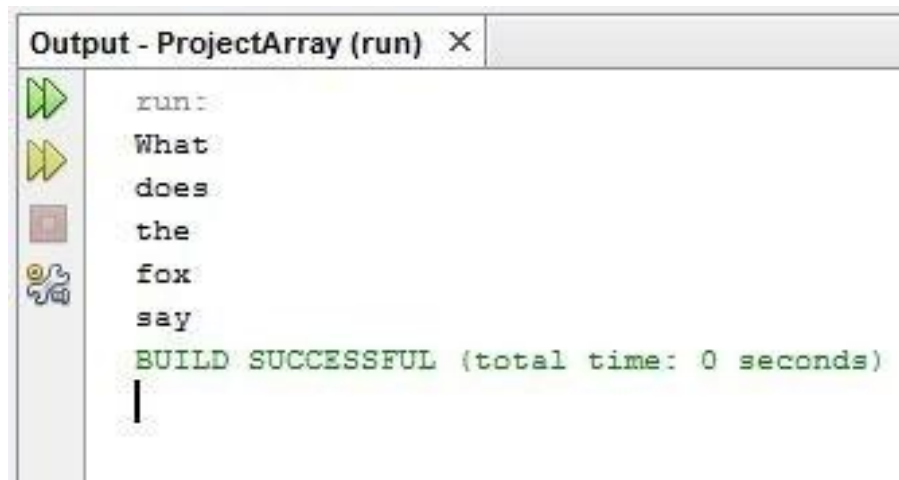 Output - ProjectArray (run) ×
run:
What
does
the
fox
say
BUILD SUCCESSFUL (total time: 0 seconds)